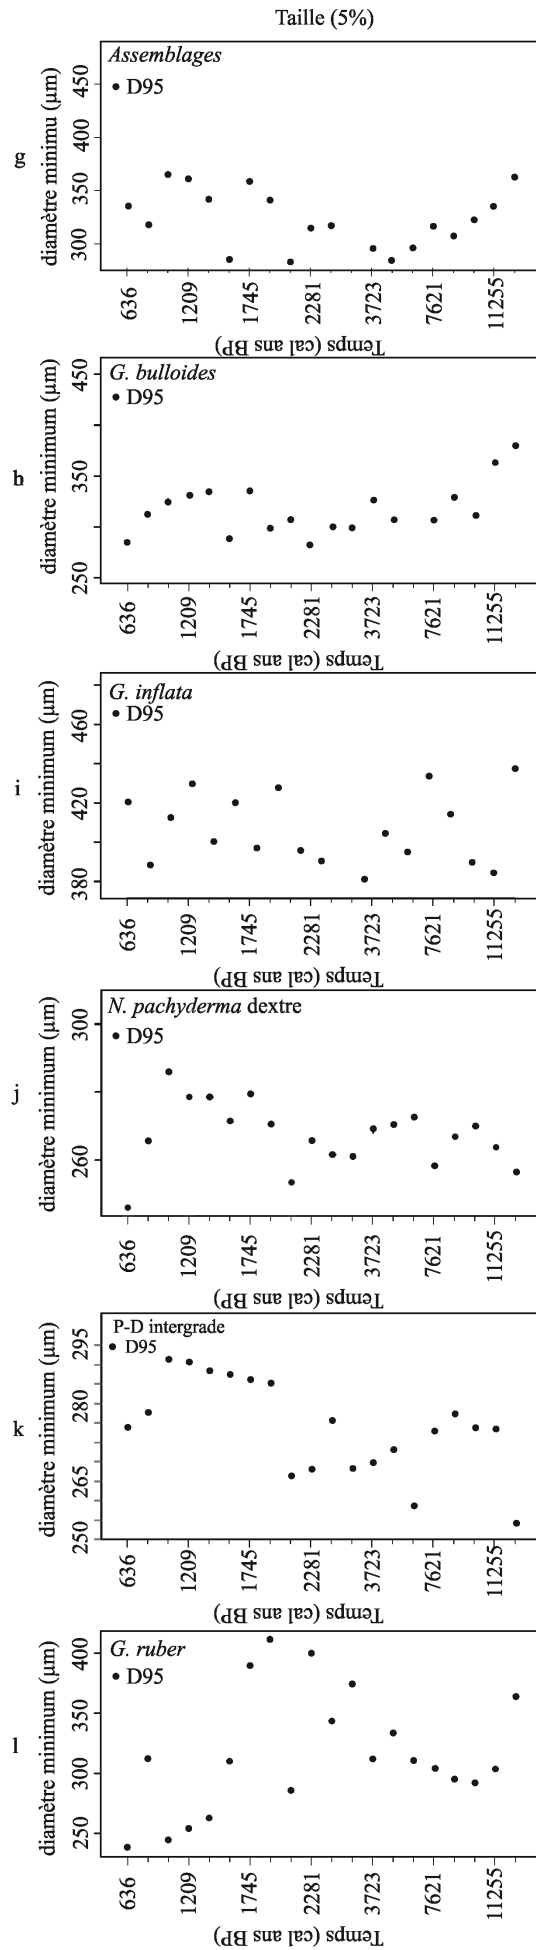 Taille (5%)
g
diamètre minimu (µm)
450
400
350
300
Assemblages
D95
636
1209
1745
2281
3723
7621
11255
Temps (cal ans BP)
h
diamètre minimum (µm)
450
350
250
G. bulloides
D95
636
1209
1745
2281
3723
7621
11255
Temps (cal ans BP)
i
diamètre minimum (µm)
460
420
380
G. inflata
D95
636
1209
1745
2281
3723
7621
11255
Temps (cal ans BP)
j
diamètre minimum (µm)
300
260
N. pachyderma dextre
D95
636
1209
1745
2281
3723
7621
11255
Temps (cal ans BP)
k
diamètre minimum (µm)
295
280
265
250
P-D intergrade
D95
636
1209
1745
2281
3723
7621
11255
Temps (cal ans BP)
l
diamètre minimum (µm)
400
350
300
250
G. ruber
D95
636
1209
1745
2281
3723
7621
11255
Temps (cal ans BP)